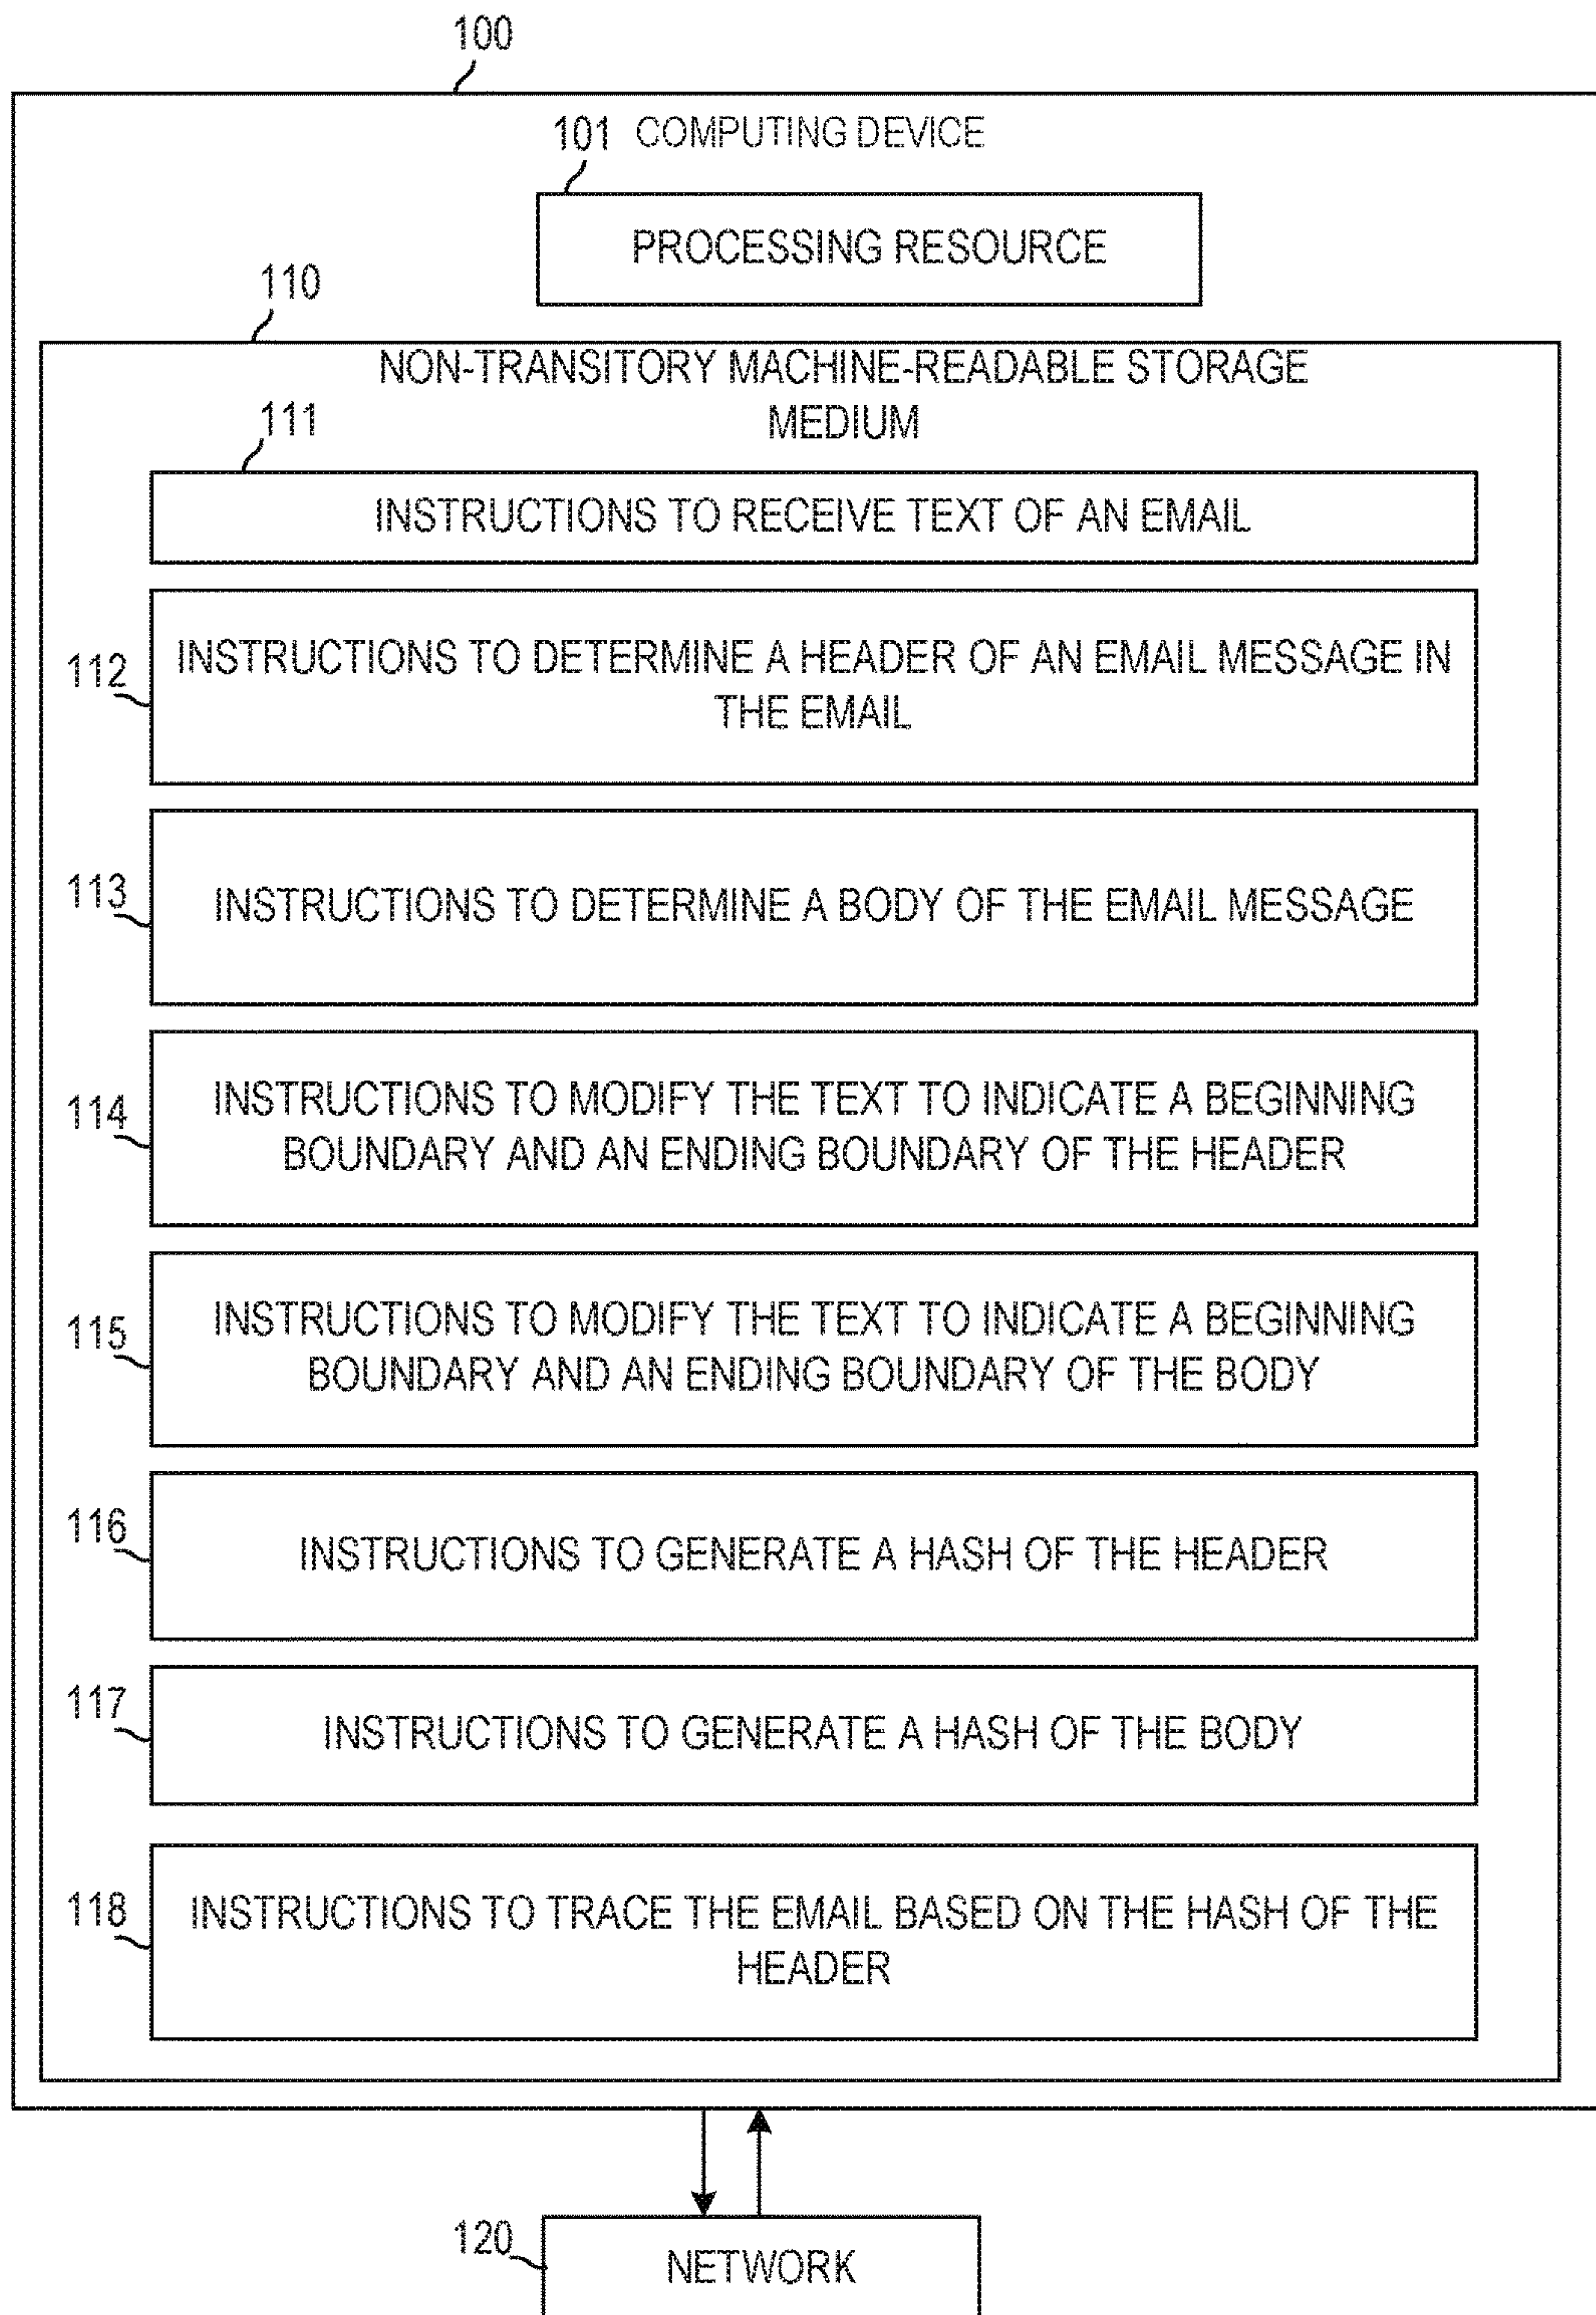 100
101 COMPUTING DEVICE
PROCESSING RESOURCE
110
NON-TRANSITORY MACHINE-READABLE STORAGE
MEDIUM
111
INSTRUCTIONS TO RECEIVE TEXT OF AN EMAIL
112
INSTRUCTIONS TO DETERMINE A HEADER OF AN EMAIL MESSAGE IN
THE EMAIL
113
INSTRUCTIONS TO DETERMINE A BODY OF THE EMAIL MESSAGE
114
INSTRUCTIONS TO MODIFY THE TEXT TO INDICATE A BEGINNING
BOUNDARY AND AN ENDING BOUNDARY OF THE HEADER
115
INSTRUCTIONS TO MODIFY THE TEXT TO INDICATE A BEGINNING
BOUNDARY AND AN ENDING BOUNDARY OF THE BODY
116
INSTRUCTIONS TO GENERATE A HASH OF THE HEADER
117
INSTRUCTIONS TO GENERATE A HASH OF THE BODY
118
INSTRUCTIONS TO TRACE THE EMAIL BASED ON THE HASH OF THE
HEADER
120
NETWORK